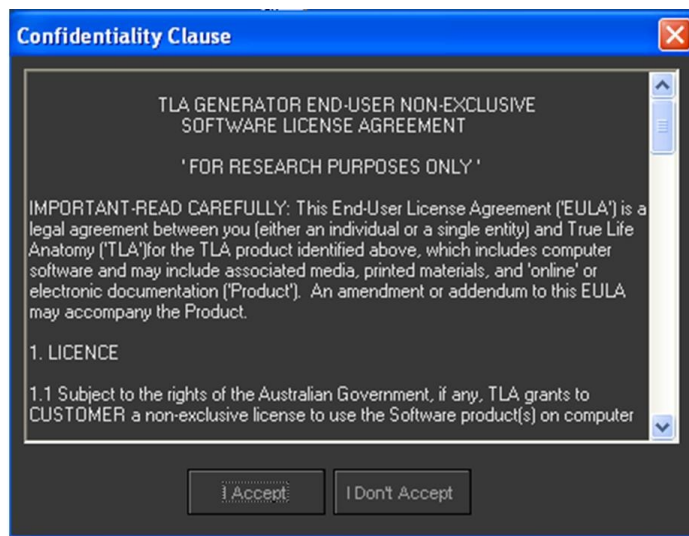 Confidentiality Clause
TLA GENERATOR END-USER NON-EXCLUSIVE
SOFTWARE LICENSE AGREEMENT
' FOR RESEARCH PURPOSES ONLY '
IMPORTANT-READ CAREFULLY: This End-User License Agreement ('EULA') is a
legal agreement between you (either an individual or a single entity) and True Life
Anatomy ('TLA')for the TLA product identified above, which includes computer
software and may include associated media, printed materials, and 'online' or
electronic documentation ('Product').  An amendment or addendum to this EULA
may accompany the Product.
1. LICENCE
1.1 Subject to the rights of the Australian Government, if any, TLA grants to
CUSTOMER a non-exclusive license to use the Software product(s) on computer
I Accept
I Don't Accept